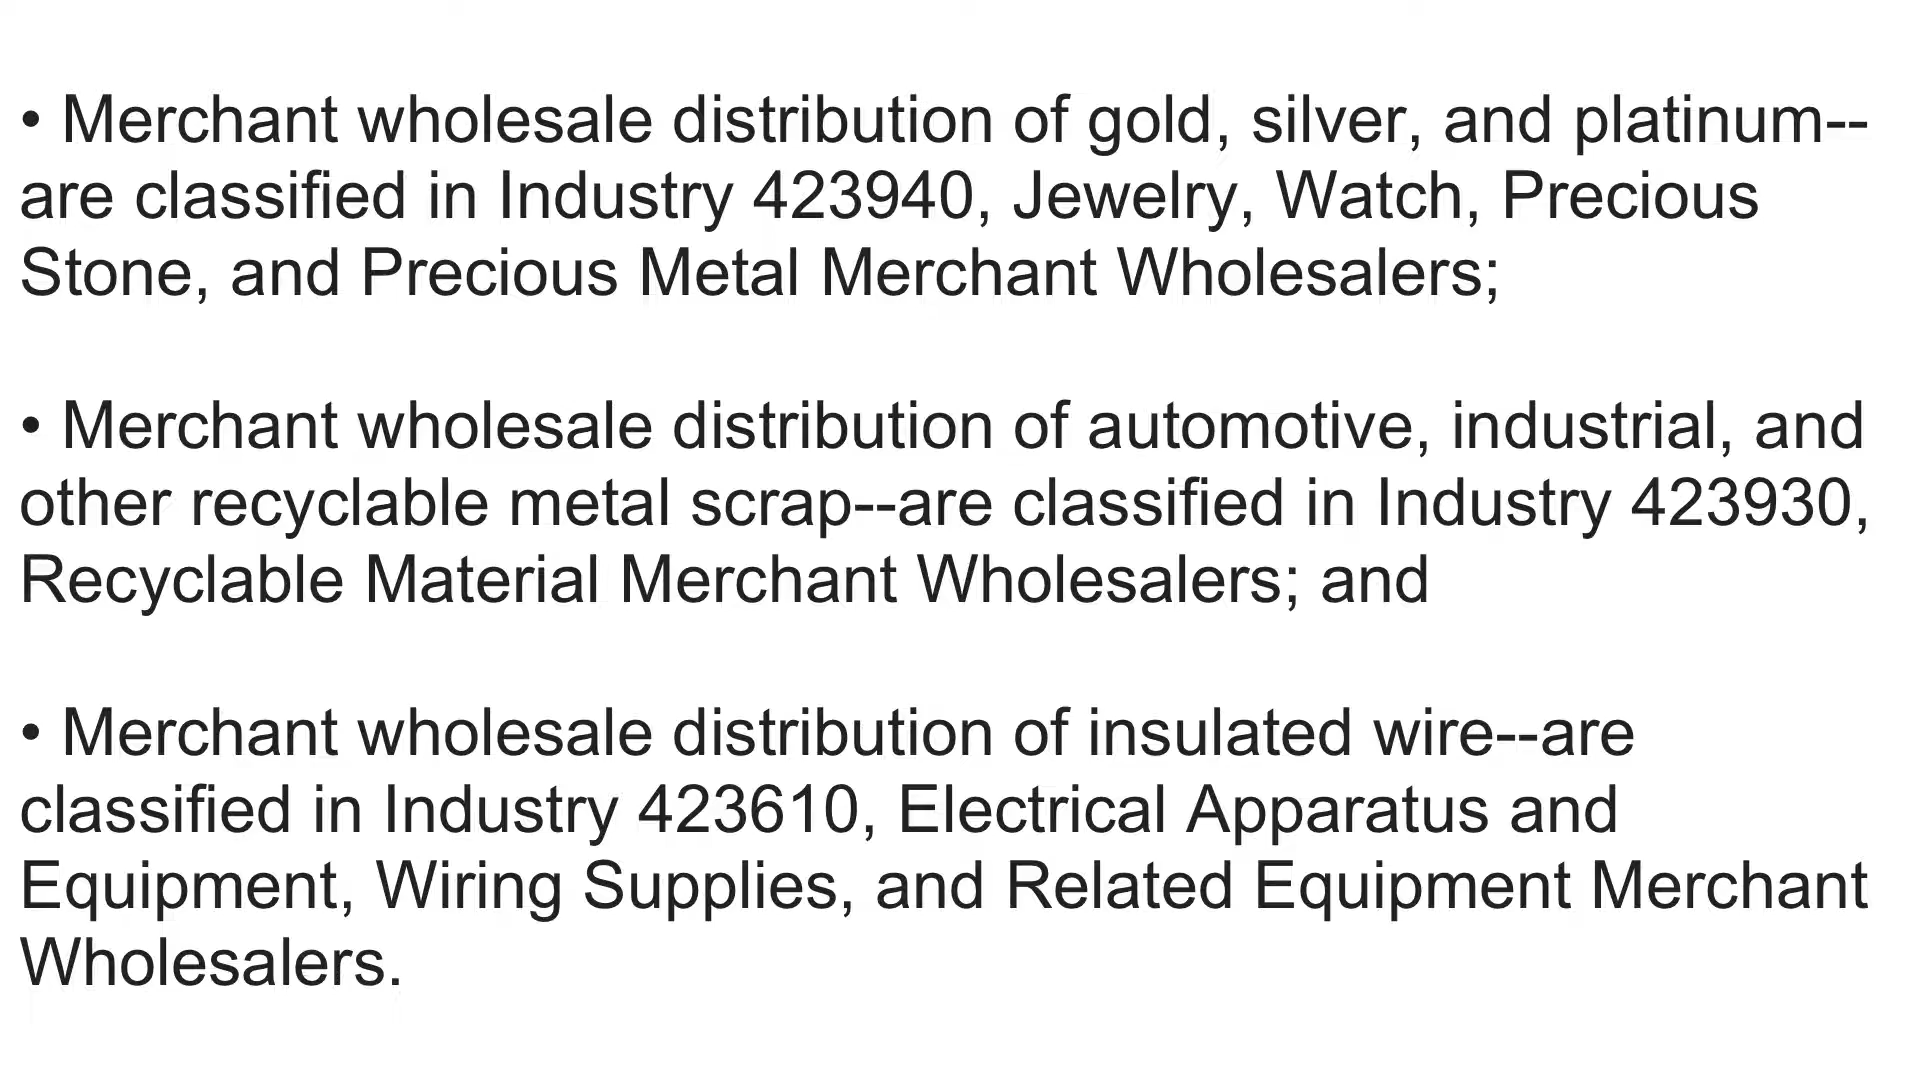 • Merchant wholesale distribution of gold, silver, and platinum--
are classified in Industry 423940, Jewelry, Watch, Precious
Stone, and Precious Metal Merchant Wholesalers;
• Merchant wholesale distribution of automotive, industrial, and
other recyclable metal scrap--are classified in Industry 423930,
Recyclable Material Merchant Wholesalers; and
• Merchant wholesale distribution of insulated wire--are
classified in Industry 423610, Electrical Apparatus and
Equipment, Wiring Supplies, and Related Equipment Merchant
Wholesalers.